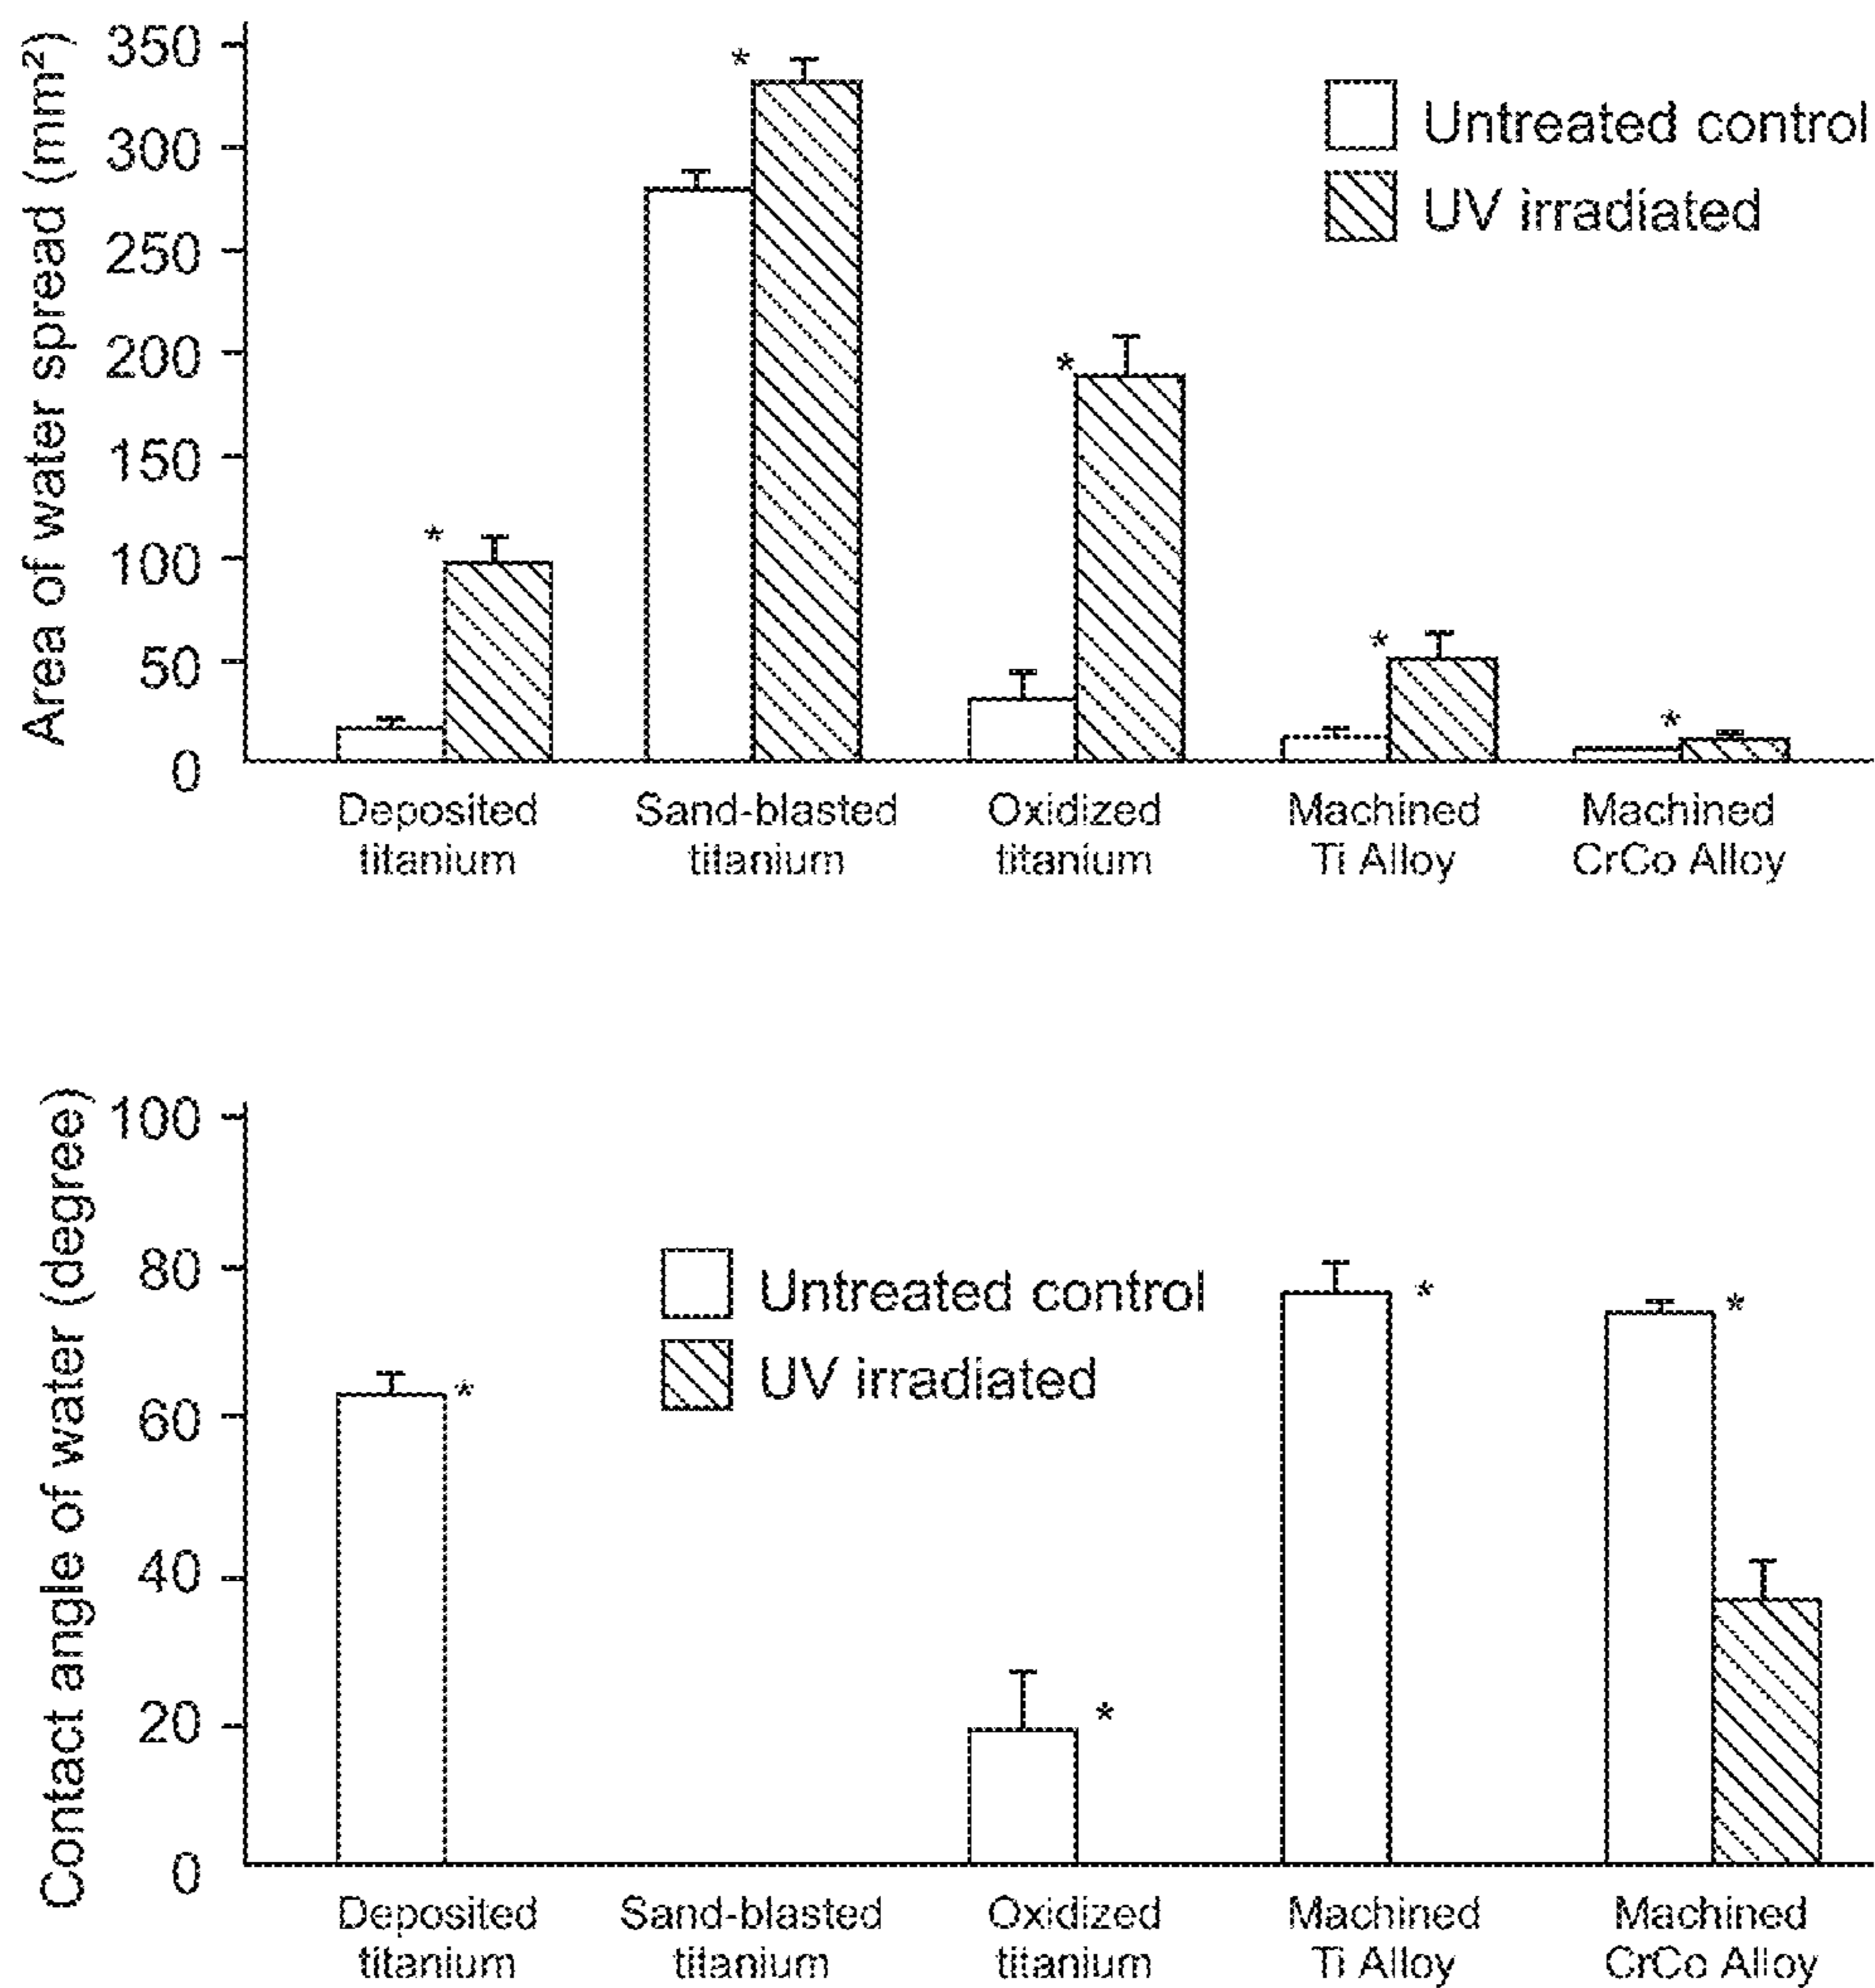 Area of water spread (mm²)
350
300
250
200
150
100
50
0
*
*
*
*
*
Untreated control
UV irradiated
Deposited
titanium
Sand-blasted
titanium
Oxidized
titanium
Machined
Ti Alloy
Machined
CrCo Alloy
Contact angle of water (degree)
100
80
60
40
20
0
Untreated control
UV irradiated
*
*
*
*
Deposited
titanium
Sand-blasted
titanium
Oxidized
titanium
Machined
Ti Alloy
Machined
CrCo Alloy